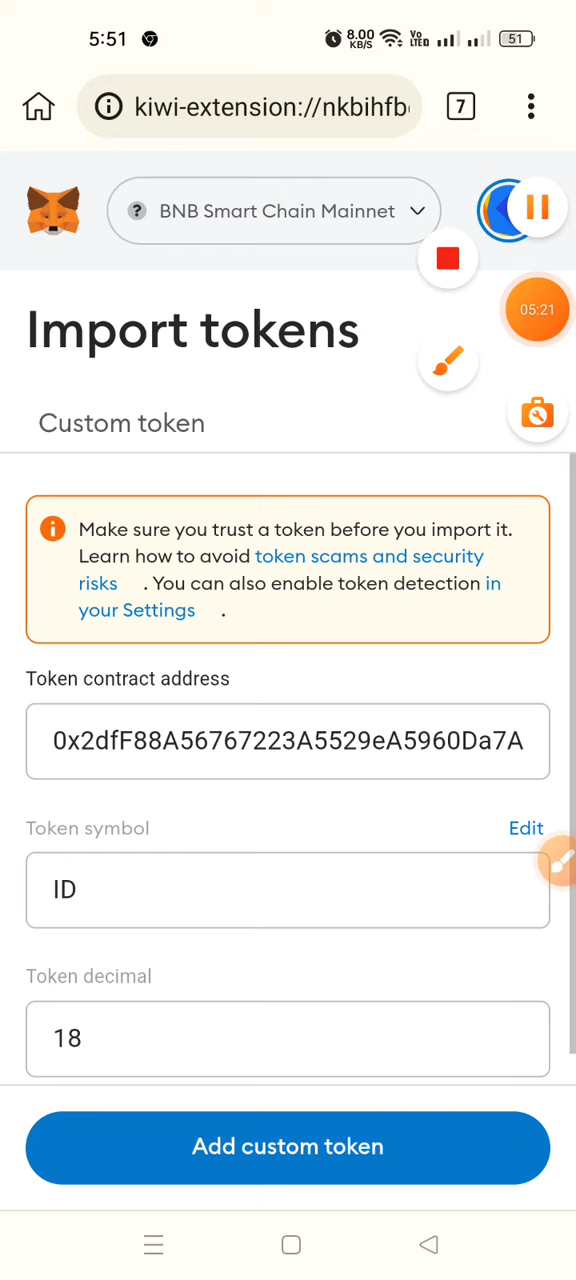 5:51
8.00
KB/S
Vo
LTED
51
kiwi-extension://nkbihfb
7
? BNB Smart Chain Mainnet
Import tokens
05:21
Custom token
Make sure you trust a token before you import it.
Learn how to avoid token scams and security
risks . You can also enable token detection in
your Settings .
Token contract address
0x2dfF88A56767223A5529eA5960Da7A
Token symbol
Edit
ID
Token decimal
18
Add custom token